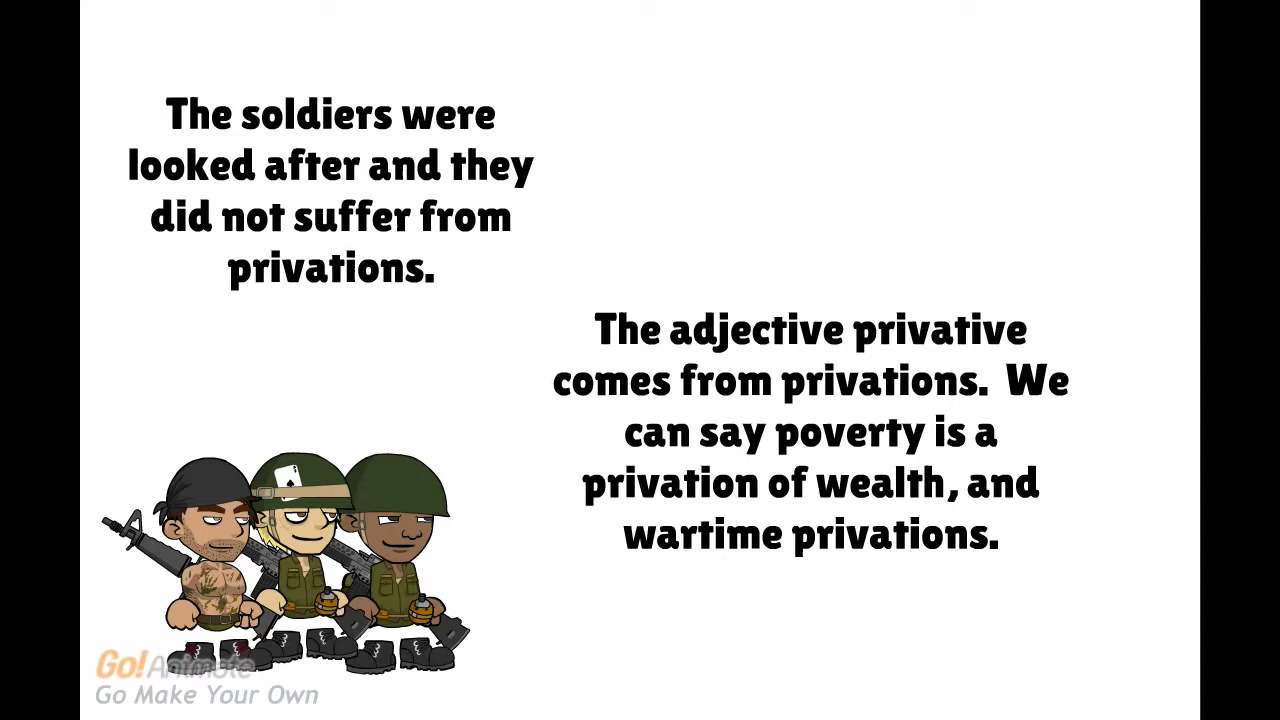 The soldiers were
looked after and they
did not suffer from
privations.
The adjective privative
comes from privations.  We
can say poverty is a
privation of wealth, and
wartime privations.
Go!Animate
Go Make Your Own